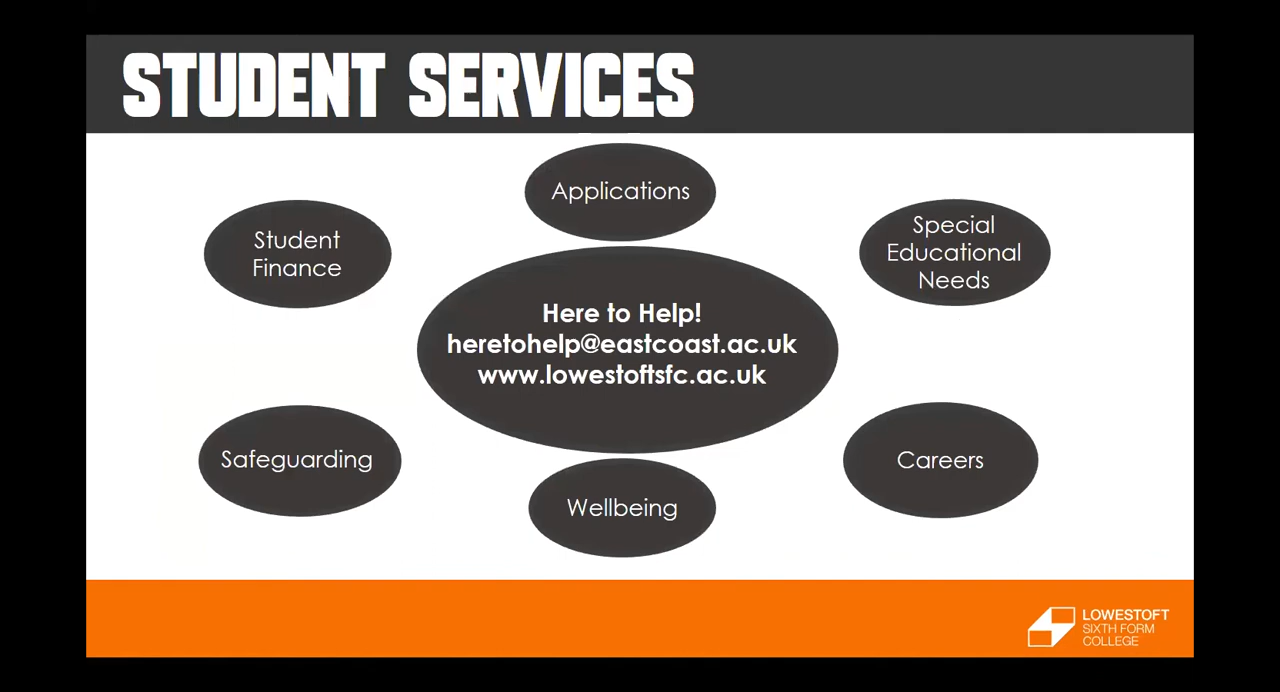 STUDENT SERVICES
Applications
Student
Finance
Special
Educational
Needs
Here to Help!
heretohelp@eastcoast.ac.uk
www.lowestoftsfc.ac.uk
Safeguarding
Careers
Wellbeing
LOWESTOFT
SIXTH FORM
COLLEGE